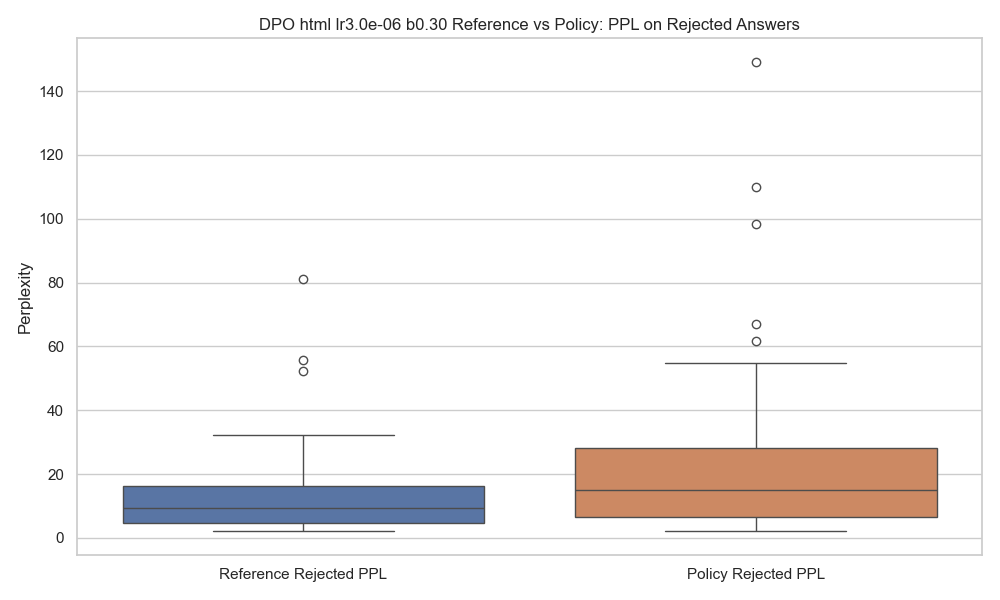 DPO html lr3.0e-06 b0.30 Reference vs Policy: PPL on Rejected Answers
Perplexity
140
120
100
80
60
40
20
0
Reference Rejected PPL
Policy Rejected PPL